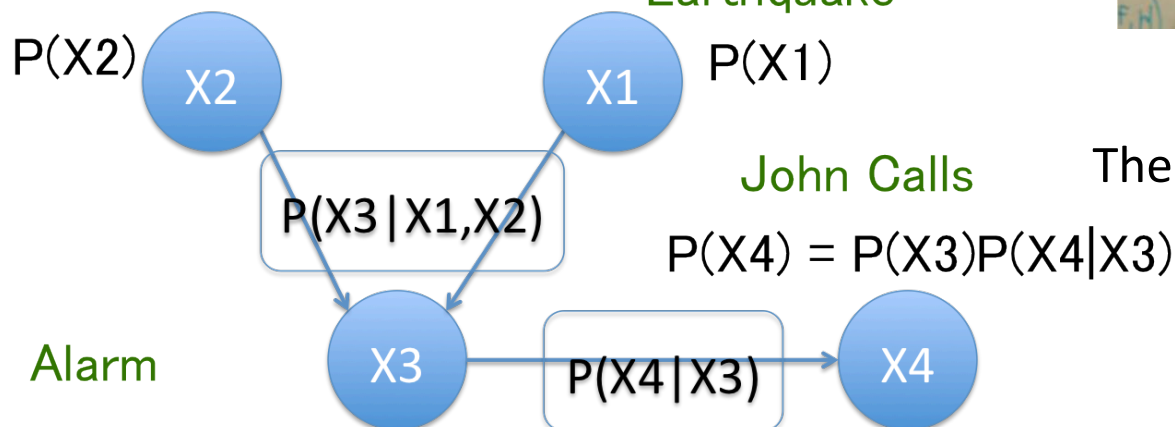 Earthquake
F,H)
P(X2)
X2
X1
P(X1)
John Calls
The
P(X3|X1,X2)
P(X4) = P(X3)P(X4|X3)
Alarm
X3
P(X4|X3)
X4